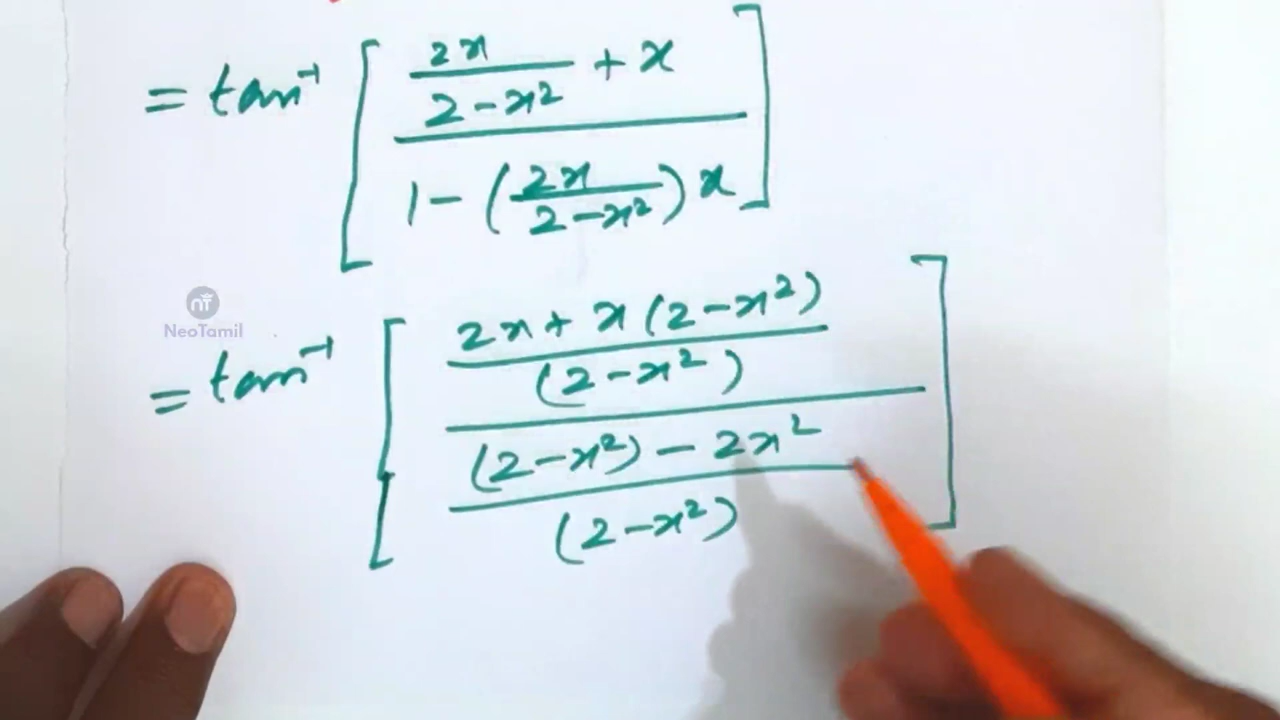 = tan⁻¹ [ 2x
2-x² + x
1-(2x
2-x²)x ]
NT
NeoTamil
= tan⁻¹ [ 2x+x(2-x²)
(2-x²)
(2-x²)-2x²
(2-x²) ]